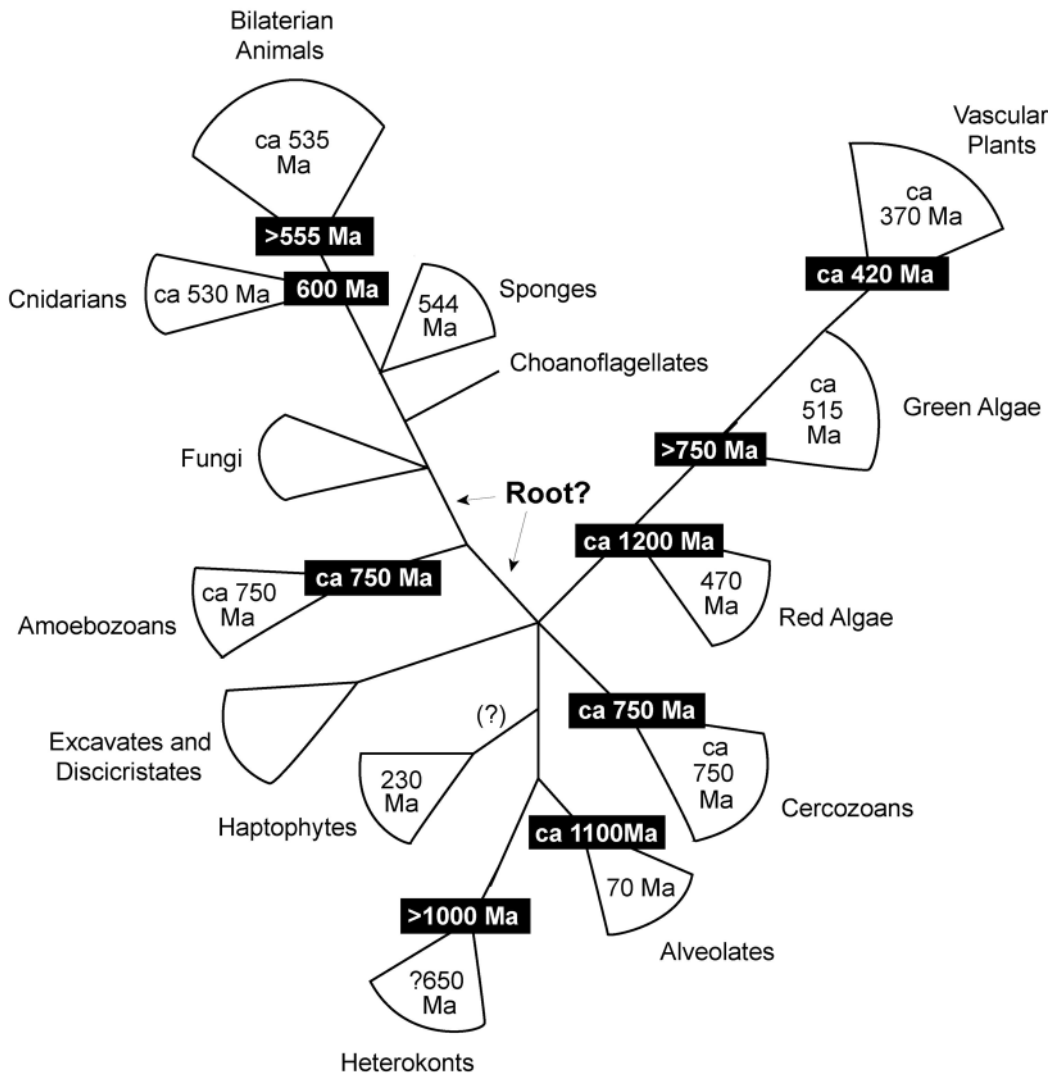 Bilaterian
Animals
ca 535
Ma
>555 Ma
Cnidarians
ca 530 Ma
600 Ma
544
Ma
Sponges
Choanoflagellates
Fungi
Root?
Vascular
Plants
ca
370 Ma
ca 420 Ma
ca
515
Ma
Green Algae
>750 Ma
ca 1200 Ma
470
Ma
Red Algae
ca 750 Ma
ca 750
Ma
Amoebozoans
Excavates and
Discicristates
(?)
230
Ma
Haptophytes
ca 750 Ma
ca
750
Ma
Cercozoans
ca 1100Ma
70 Ma
Alveolates
>1000 Ma
?650
Ma
Heterokonts